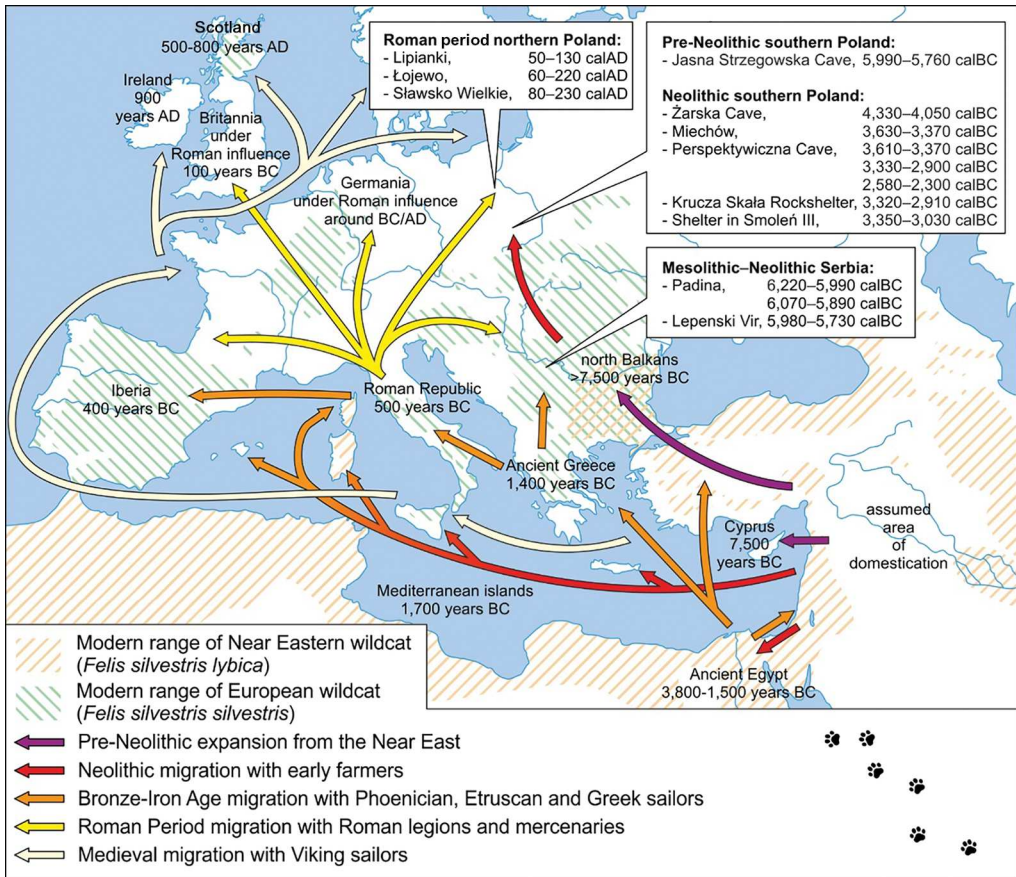 Scotland
500-800 years AD
Ireland
900
years AD
Britannia
under
Roman influence
100 years BC
Germania
under Roman influence
around BC/AD
Roman period northern Poland:
- Lipianki, 50–130 calAD
- Łojewo, 60–220 calAD
- Sławsko Wielkie, 80–230 calAD
Pre-Neolithic southern Poland:
- Jasna Strzegowska Cave, 5,990–5,760 calBC
Neolithic southern Poland:
- Żarska Cave, 4,330–4,050 calBC
- Miechów, 3,630–3,370 calBC
- Perspektywiczna Cave, 3,610–3,370 calBC
3,330–2,900 calBC
2,580–2,300 calBC
- Krucza Skała Rockshelter, 3,320–2,910 calBC
- Shelter in Smoleń III, 3,350–3,030 calBC
Mesolithic–Neolithic Serbia:
- Padina, 6,220–5,990 calBC
6,070–5,890 calBC
- Lepenski Vir, 5,980–5,730 calBC
north Balkans
>7,500 years BC
Iberia
400 years BC
Roman Republic
500 years BC
Ancient Greece
1,400 years BC
Cyprus
7,500
years BC
assumed
area of
domestication
Mediterranean islands
1,700 years BC
Ancient Egypt
3,800-1,500 years BC
Modern range of Near Eastern wildcat
(Felis silvestris lybica)
Modern range of European wildcat
(Felis silvestris silvestris)
Pre-Neolithic expansion from the Near East
Neolithic migration with early farmers
Bronze-Iron Age migration with Phoenician, Etruscan and Greek sailors
Roman Period migration with Roman legions and mercenaries
Medieval migration with Viking sailors